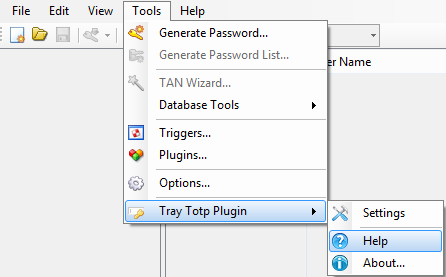 File Edit View Tools Help
Generate Password...
Generate Password List...
er Name
TAN Wizard...
Database Tools
Triggers...
Plugins...
Options...
Tray Totp Plugin
Settings
Help
About...